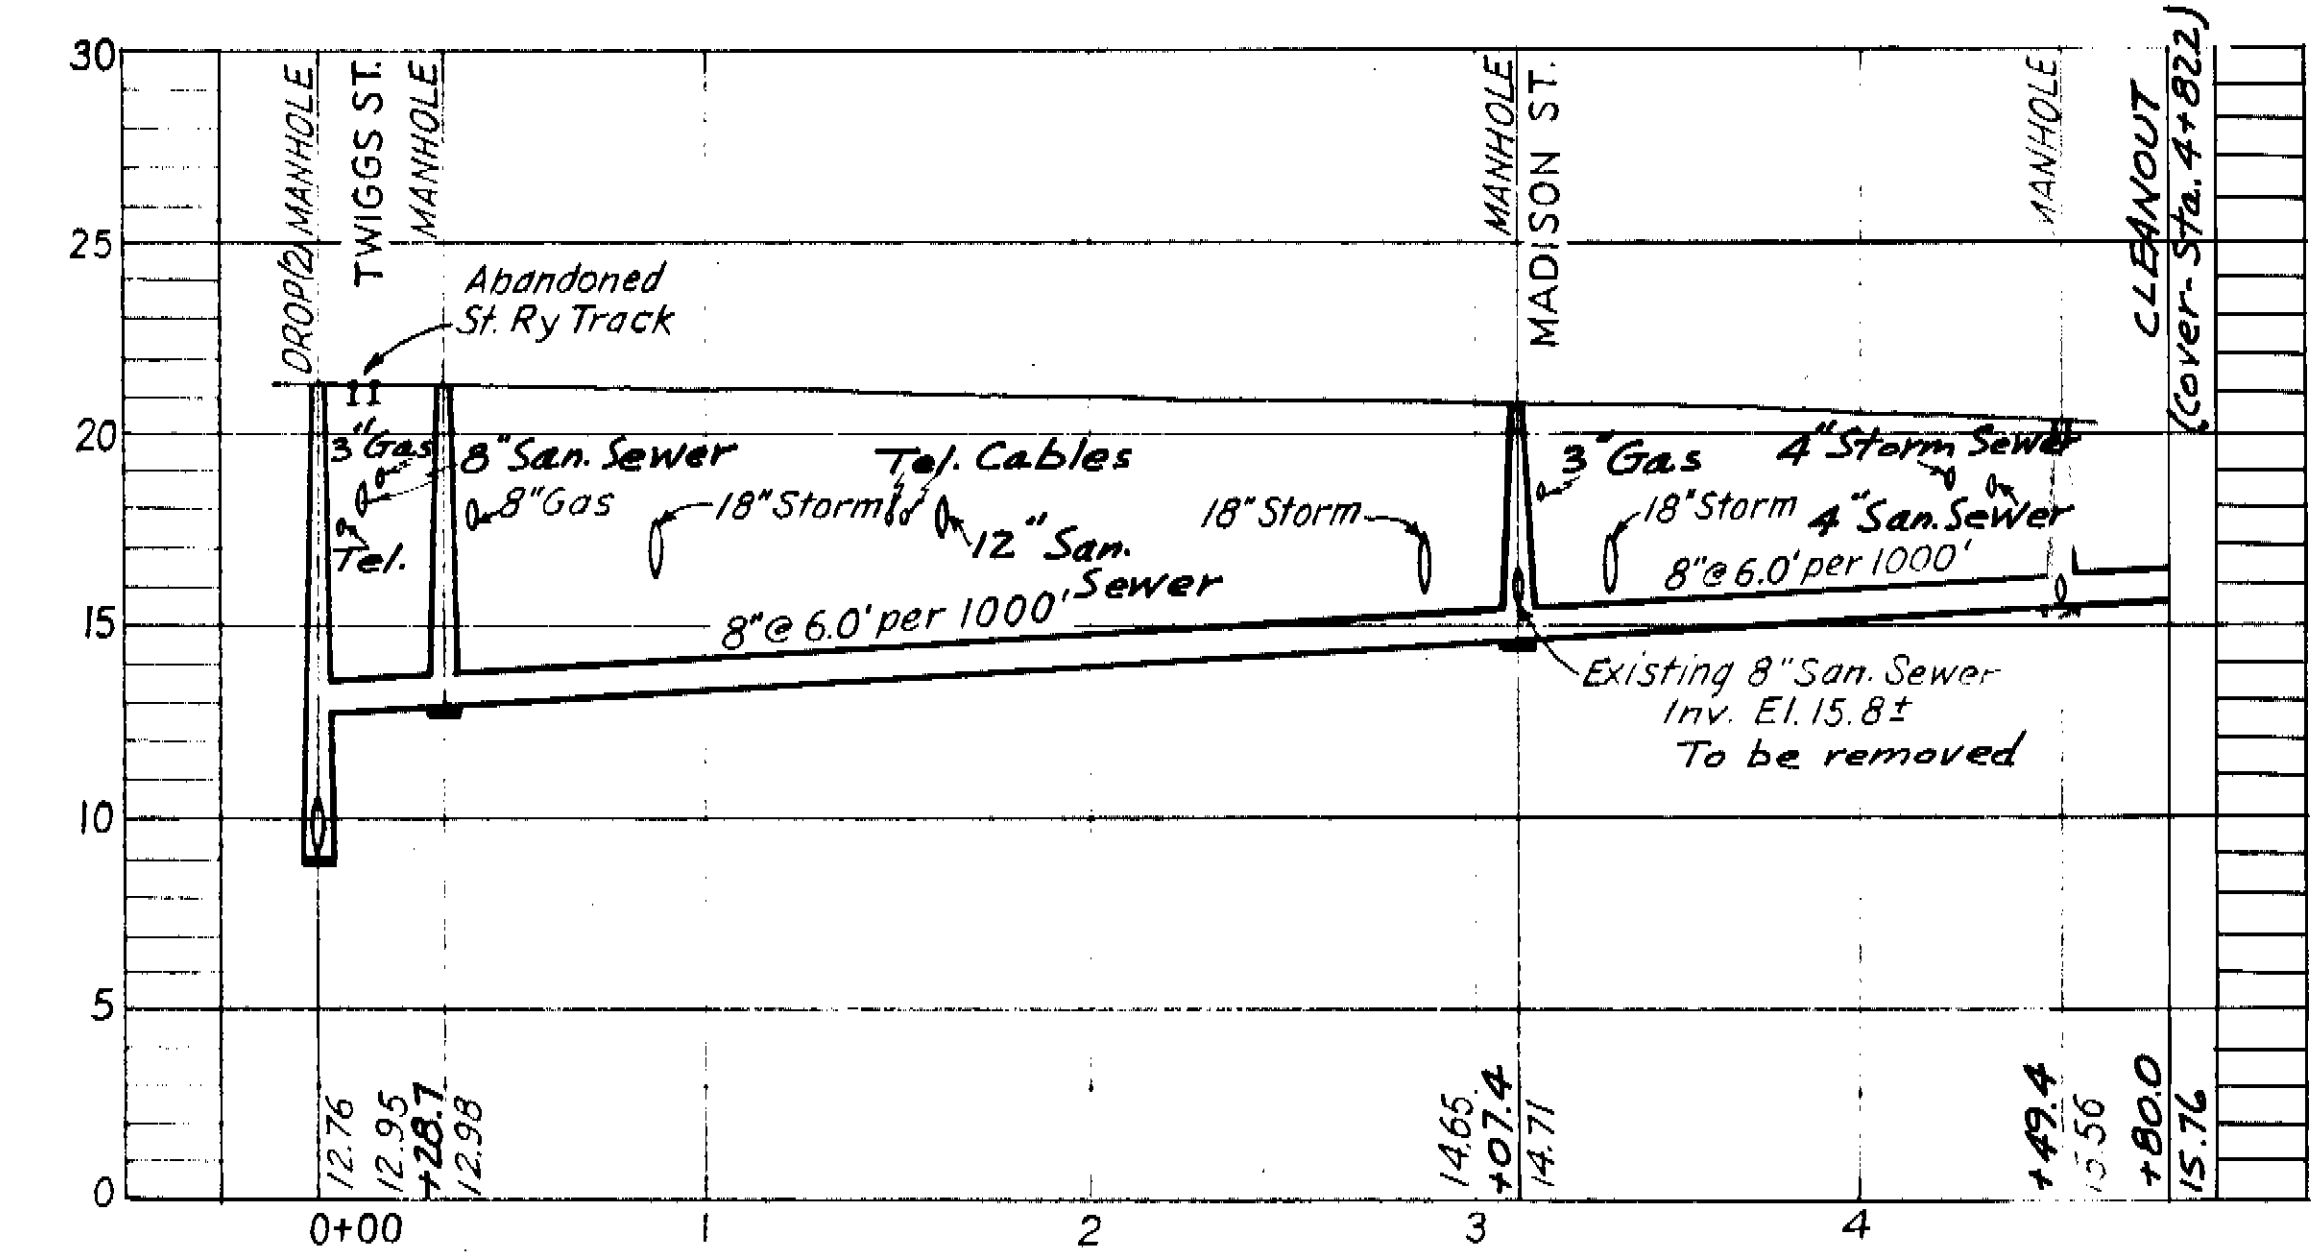 30
25
20
15
10
5
0
DROP(2) MANHOLE
TWIGGS ST.
MANHOLE
MANHOLE
MADISON ST.
MANHOLE
CLEANOUT
(Cover-Sta. 4+82.2)
Abandoned
St. Ry Track
3" Gas
8" San. Sewer
8" Gas
Tel.
18" Storm
Tel. Cables
12" San.
Sewer
18" Storm
3" Gas
18" Storm
4" Storm Sewer
4" San. Sewer
8" @ 6.0' per 1000'
8" @ 6.0' per 1000'
Existing 8" San. Sewer
Inv. El. 15.8±
To be removed
12.76
12.95
+28.7
12.98
14.65
+07.4
14.71
+49.4
15.56
+80.0
15.76
0+00
1
2
3
4